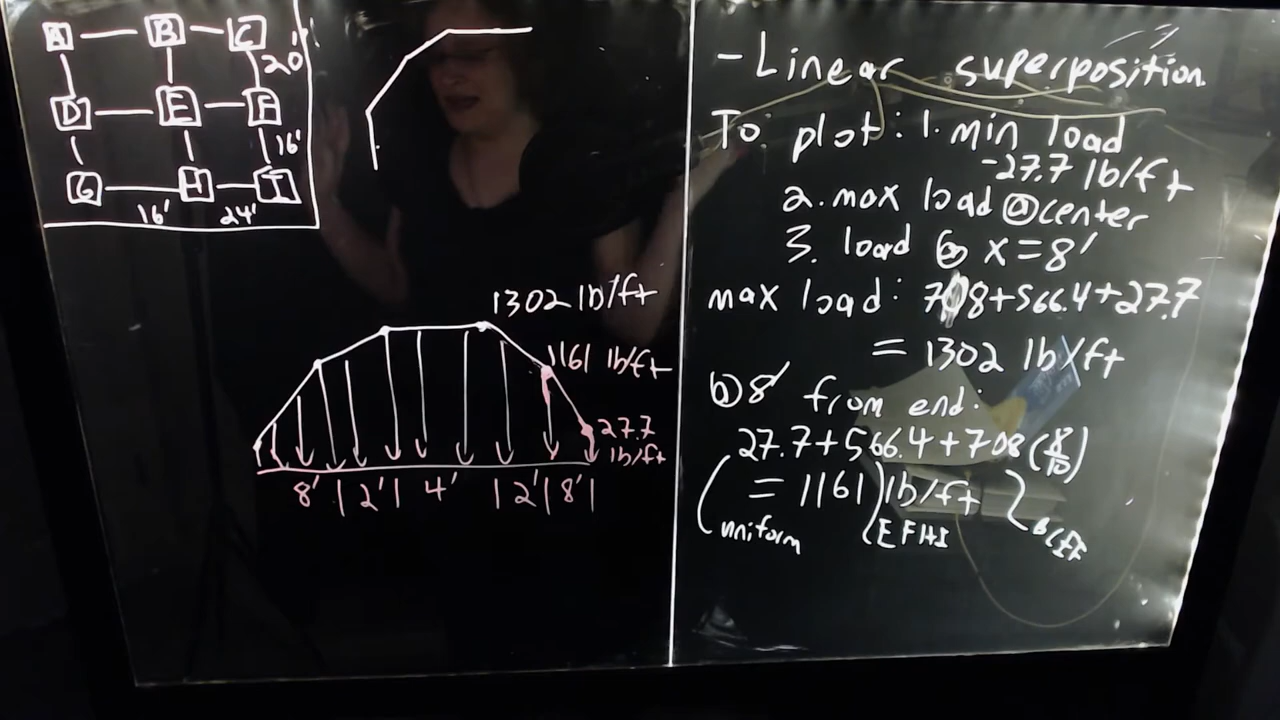 A B C
20'
D E F
16'
G H I
16' 24'
1302 lb/ft
1161 lb/ft
27.7
lb/ft
8' | 2' | 4' | 2' | 8' |
- Linear superposition
To plot: 1. min load
-27.7 lb/ft
2. max load @ center
3. load @ x=8'
max load: 708+566.4+27.7
= 1302 lb/ft
@ 8' from end:
27.7+566.4+708(8/10)
= 1161 lb/ft
uniform EFHI BCEF